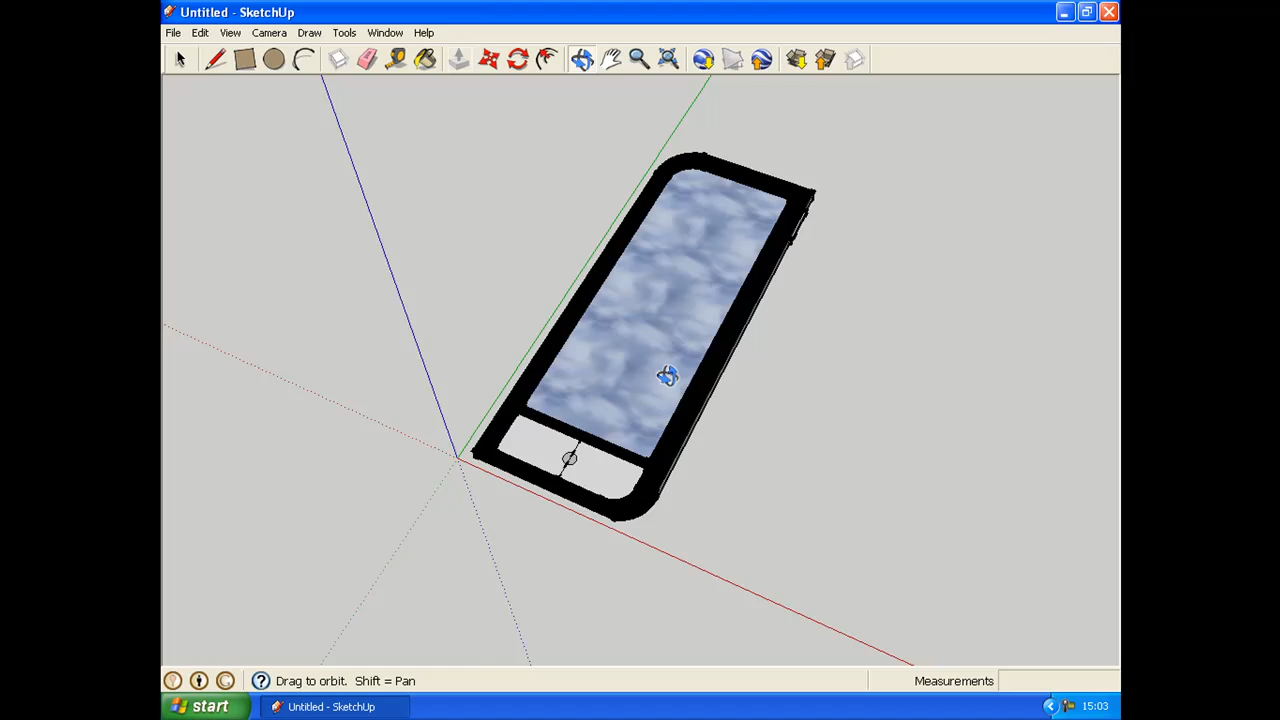 Untitled - SketchUp
File Edit View Camera Draw Tools Window Help
Drag to orbit. Shift = Pan
Measurements
start
Untitled - SketchUp
15:03